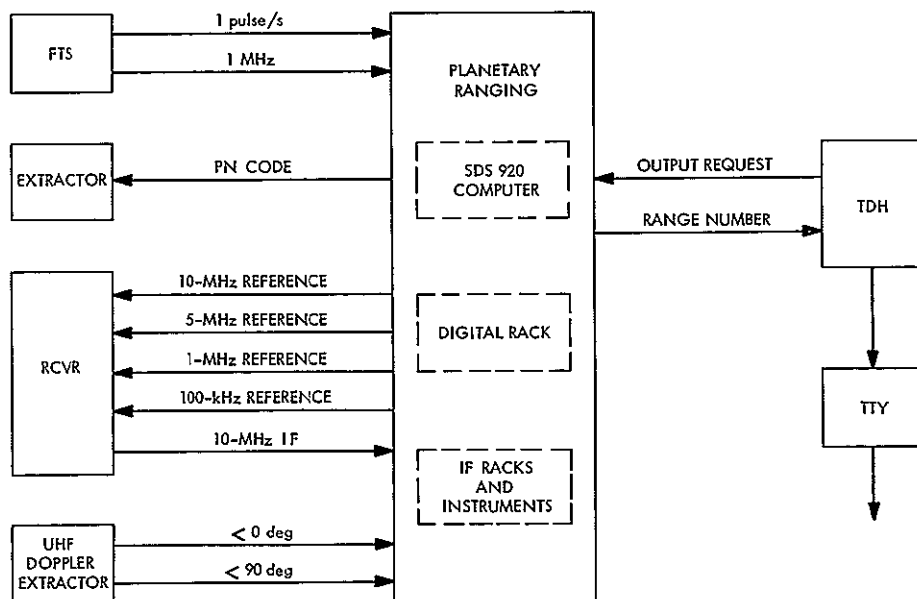 FTS
1 pulse/s
1 MHz
PLANETARY
RANGING
SDS 920
COMPUTER
DIGITAL RACK
IF RACKS
AND
INSTRUMENTS
EXTRACTOR
PN CODE
RCVR
10-MHz REFERENCE
5-MHz REFERENCE
1-MHz REFERENCE
100-kHz REFERENCE
10-MHz IF
UHF
DOPPLER
EXTRACTOR
< 0 deg
< 90 deg
OUTPUT REQUEST
RANGE NUMBER
TDH
TTY